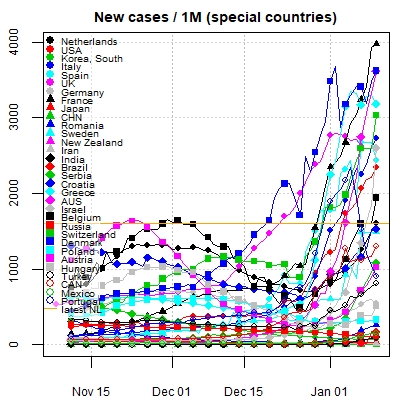 New cases / 1M (special countries)
4000
3000
2000
1000
0
Netherlands
USA
Korea, South
Italy
Spain
UK
Germany
France
Japan
CHN
Romania
Sweden
New Zealand
Iran
India
Brazil
Serbia
Croatia
Greece
AUS
Israel
Belgium
Russia
Switzerland
Denmark
Poland
Austria
Hungary
Turkey
CAN
Mexico
Portugal
latest NL
Nov 15
Dec 01
Dec 15
Jan 01